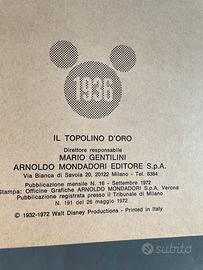 1936
IL TOPOLINO D'ORO
Direttore responsabile
MARIO GENTILINI
ARNOLDO MONDADORI EDITORE S.p.A.
Via Bianca di Savoia 20, 20122 Milano - Tel. 6384
Pubblicazione mensile N. 16 - Settembre 1972
Stampa: Officine Grafiche ARNOLDO MONDADORI S.p.A., Verona
Pubblicazione registrata presso il Tribunale di Milano
N. 191 del 26 maggio 1972
© 1932-1972 Walt Disney Productions - Printed in Italy
subito